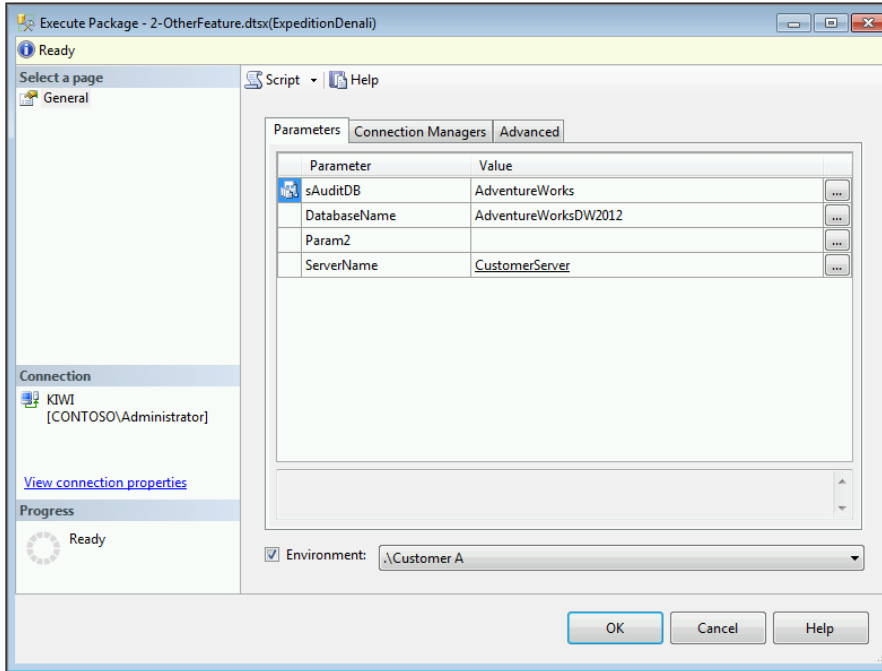 Execute Package - 2-OtherFeature.dtsx(ExpeditionDenali)
Ready
Select a page
General
Script
Help
Parameters
Connection Managers
Advanced
Parameter Value
sAuditDB AdventureWorks
...
DatabaseName AdventureWorksDW2012
...
Param2
...
ServerName CustomerServer
...
Connection
KIWI
[CONTOSO\Administrator]
View connection properties
Progress
Ready
Environment: .\Customer A
OK
Cancel
Help